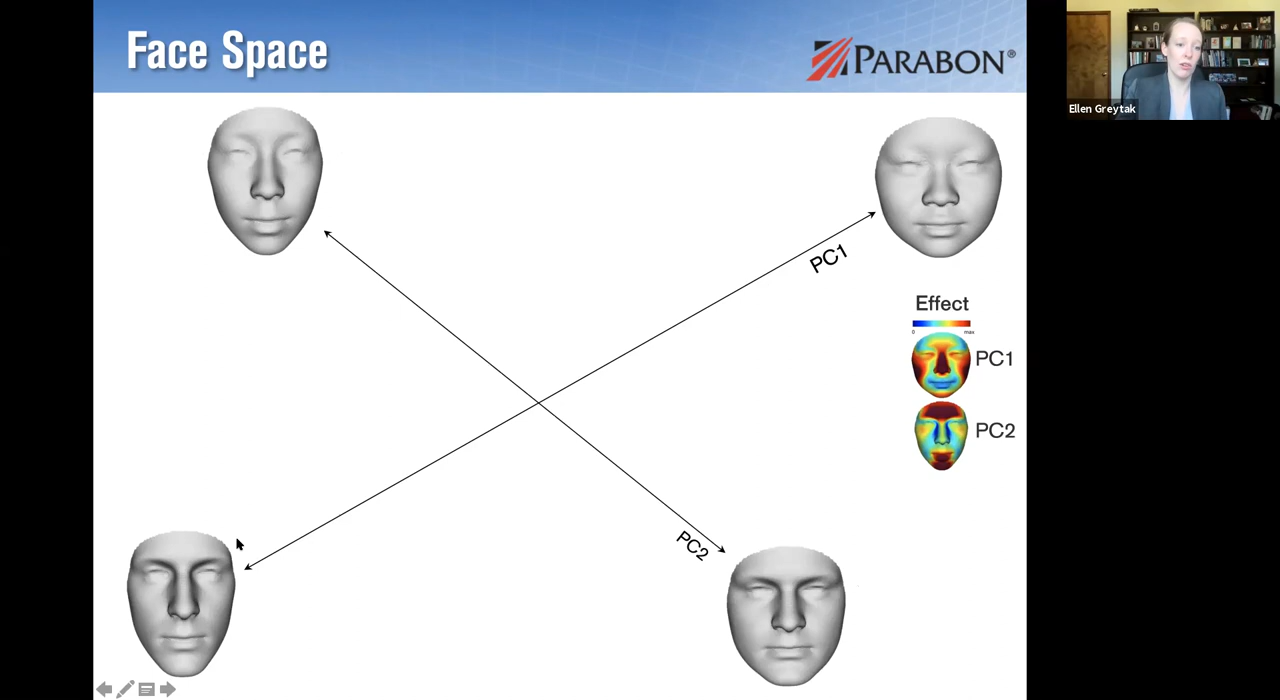 Face Space
PARABON®
Ellen Greytak
PC1
Effect
0 max
PC1
PC2
PC2